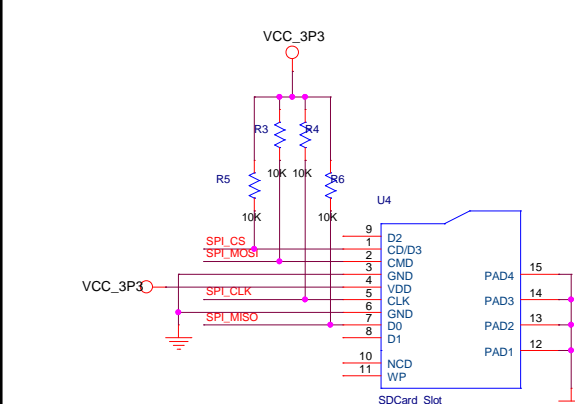 VCC_3P3
R3 R4
R5 10K 10K R6
10K 10K
U4
9 D2
SPI_CS 1 CD/D3
SPI_MOSI 2 CMD
3 GND PAD4 15
VCC_3P3 4 VDD
SPI_CLK 5 CLK PAD3 14
6 GND
SPI_MISO 7 D0 PAD2 13
8 D1
PAD1 12
10 NCD
11 WP
SDCard_Slot